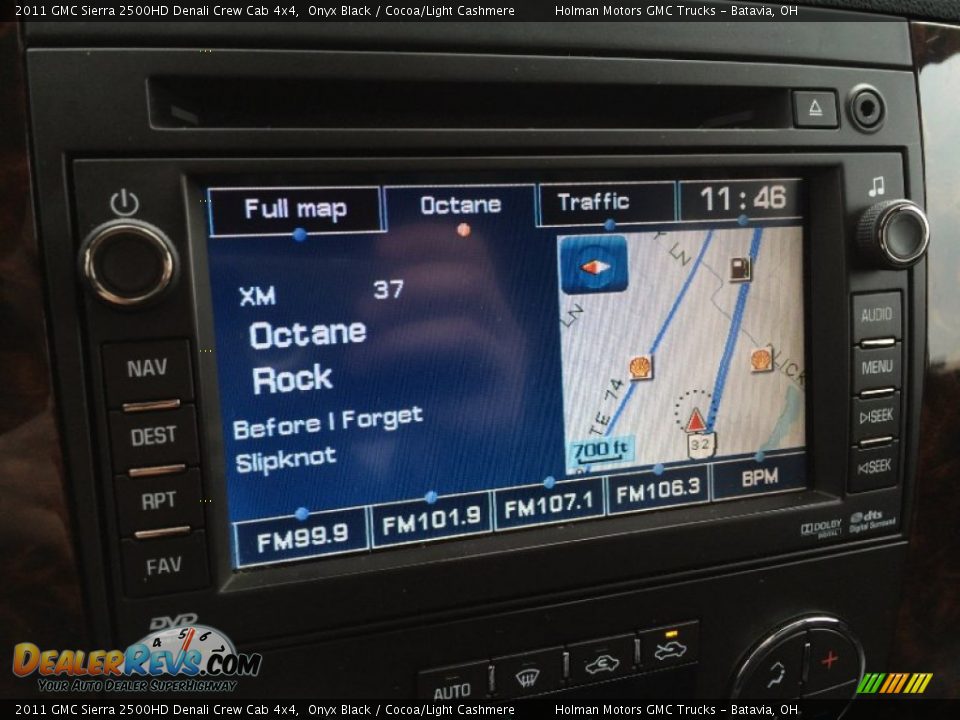 2011 GMC Sierra 2500HD Denali Crew Cab 4x4, Onyx Black / Cocoa/Light Cashmere Holman Motors GMC Trucks – Batavia, OH
Full map Octane Traffic 11:46
XM 37
Octane
Rock
Before I Forget
Slipknot
LN
LN
TE 74
LICK
32
700 ft
FM99.9 FM101.9 FM107.1 FM106.3 BPM
NAV
DEST
RPT
FAV
AUDIO
MENU
SEEK
SEEK
DOLBY
DIGITAL
dts
Digital Surround
DVD
AUTO
4 5 6
DealerRevs.com
Your Auto Dealer SuperHighway
2011 GMC Sierra 2500HD Denali Crew Cab 4x4, Onyx Black / Cocoa/Light Cashmere Holman Motors GMC Trucks – Batavia, OH